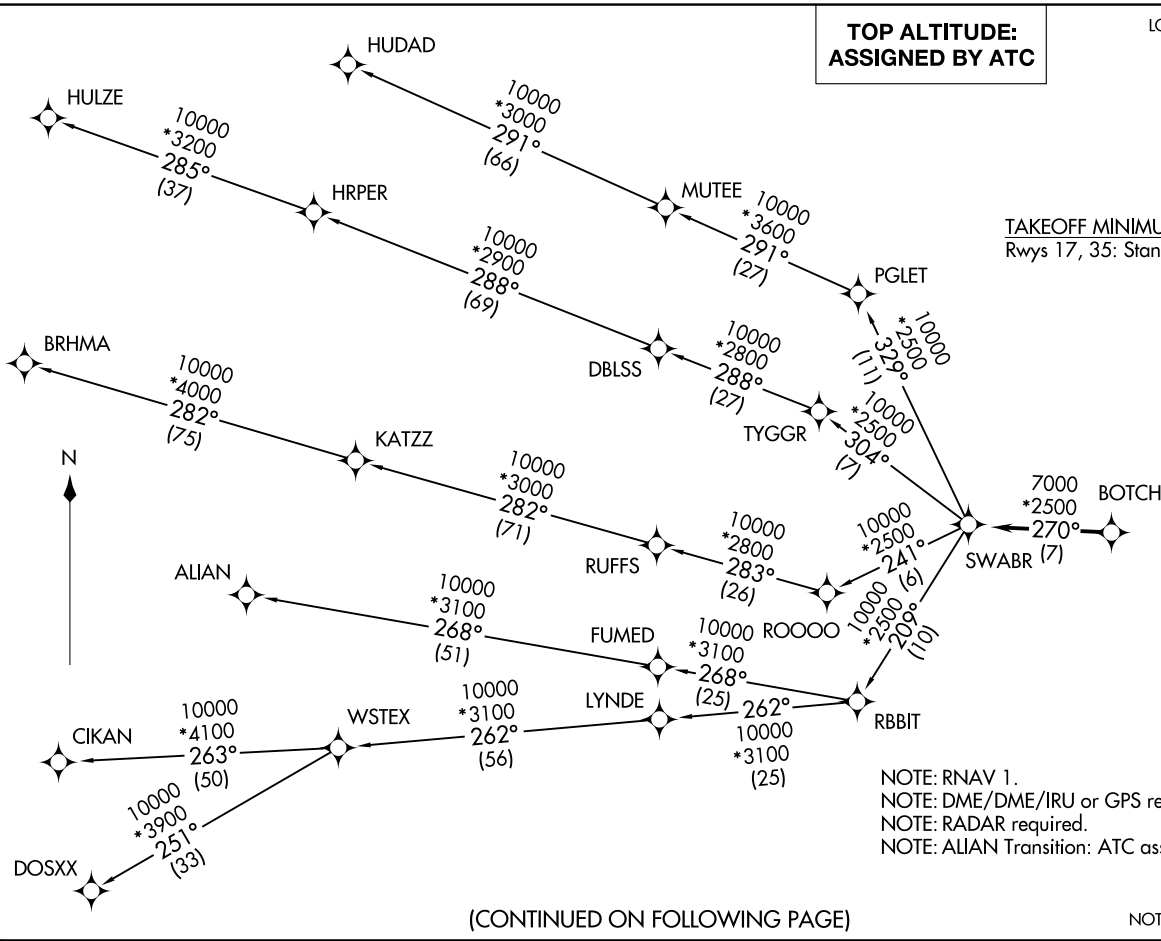 TOP ALTITUDE:
ASSIGNED BY ATC
LO
HUDAD
10000
*3000
291°
(66)
HULZE
10000
*3200
285°
(37)
HRPER
MUTEE
10000
*3600
291°
(27)
TAKEOFF MINIMU
Rwys 17, 35: Stan
10000
*2900
288°
(69)
PGLET
10000
*2500
329°
(11)
BRHMA
10000
*4000
282°
(75)
DBLSS
10000
*2800
288°
(27)
TYGGR
10000
*2500
304°
(7)
N
KATZZ
10000
*3000
282°
(71)
7000
*2500
270°
(7)
BOTCH
SWABR
10000
*2500
241°
(6)
RUFFS
10000
*2800
283°
(26)
ROOOO
10000
*2500
209°
(10)
ALIAN
10000
*3100
268°
(51)
FUMED
10000
*3100
268°
(25)
RBBIT
LYNDE
262°
10000
*3100
(25)
WSTEX
10000
*3100
262°
(56)
CIKAN
10000
*4100
263°
(50)
10000
*3900
251°
(33)
DOSXX
NOTE: RNAV 1.
NOTE: DME/DME/IRU or GPS re
NOTE: RADAR required.
NOTE: ALIAN Transition: ATC ass
(CONTINUED ON FOLLOWING PAGE)
NOT